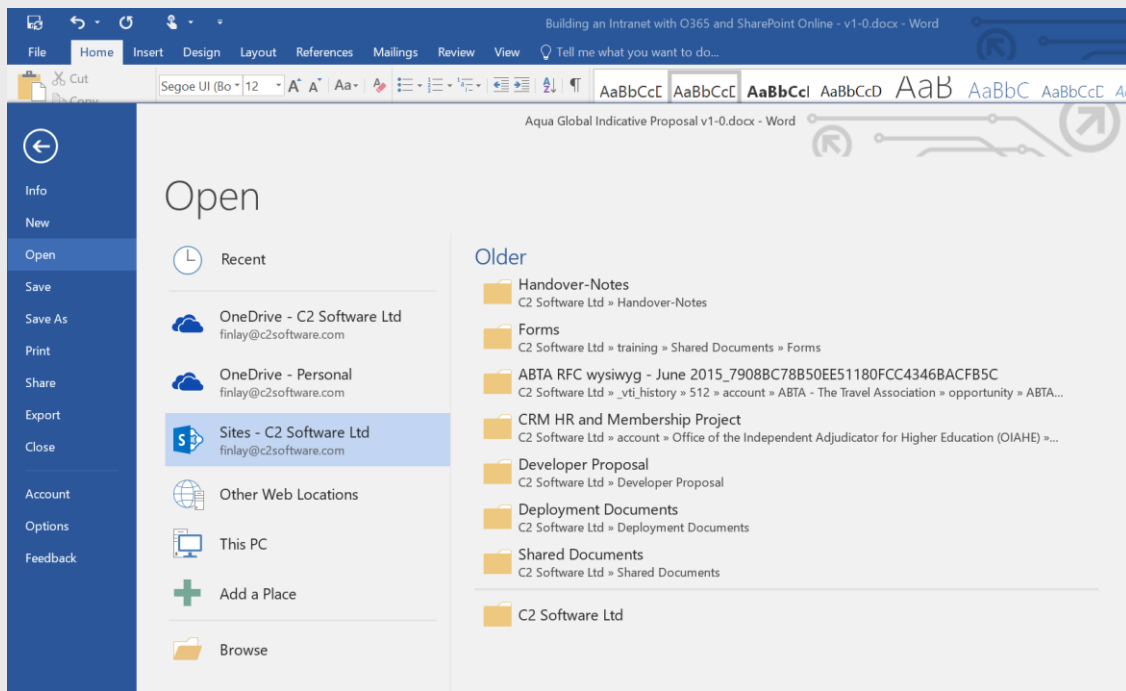 Building an Intranet with O365 and SharePoint Online - v1-0.docx - Word
File Home Insert Design Layout References Mailings Review View Tell me what you want to do...
Cut
Copy
Segoe UI (Bo 12 Aa AaBbCcD AaBbC AaBbCcD
Aqua Global Indicative Proposal v1-0.docx - Word
Info
New
Open
Save
Save As
Print
Share
Export
Close
Account
Options
Feedback
Open
Recent
OneDrive - C2 Software Ltd
finlay@c2software.com
OneDrive - Personal
finlay@c2software.com
Sites - C2 Software Ltd
finlay@c2software.com
Other Web Locations
This PC
Add a Place
Browse
Older
Handover-Notes
C2 Software Ltd » Handover-Notes
Forms
C2 Software Ltd » training » Shared Documents » Forms
ABTA RFC wysiwyg - June 2015_7908BC78B50EE51180FCC4346BACFB5C
C2 Software Ltd » _vti_history » 512 » account » ABTA - The Travel Association » opportunity » ABTA...
CRM HR and Membership Project
C2 Software Ltd » account » Office of the Independent Adjudicator for Higher Education (OIAHE) »...
Developer Proposal
C2 Software Ltd » Developer Proposal
Deployment Documents
C2 Software Ltd » Deployment Documents
Shared Documents
C2 Software Ltd » Shared Documents
C2 Software Ltd